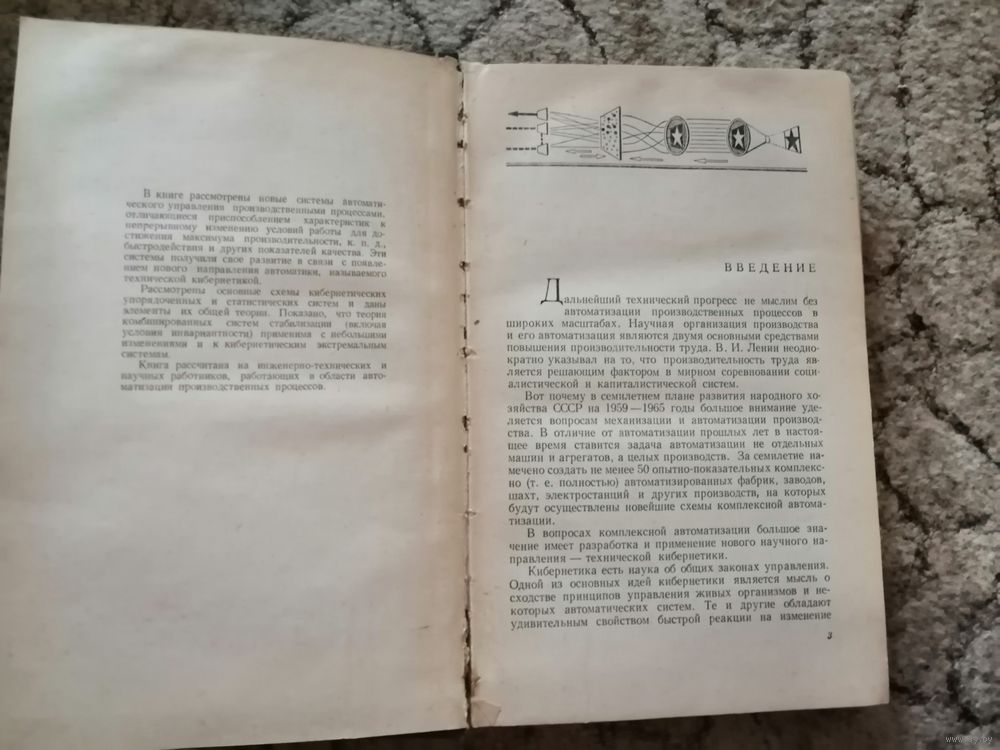 В книге рассмотрены новые системы автомати-
ческого управления производственными процессами,
отличающиеся приспособлением характеристик к
непрерывному изменению условий работы для до-
стижения максимума производительности, к. п. д.,
быстродействия и других показателей качества. Эти
системы получили свое развитие в связи с появле-
нием нового направления автоматики, называемого
технической кибернетикой.
Рассмотрены основные схемы кибернетических
упорядоченных и статистических систем и даны
элементы их общей теории. Показано, что теория
комбинированных систем стабилизации (включая
условия инвариантности) применима с небольшими
изменениями и к кибернетическим экстремальным
системам.
Книга рассчитана на инженерно-технических и
научных работников, работающих в области авто-
матизации производственных процессов.
ВВЕДЕНИЕ
Дальнейший технический прогресс не мыслим без
автоматизации производственных процессов в
широких масштабах. Научная организация производства
и его автоматизация являются двумя основными средствами
повышения производительности труда. В. И. Ленин неодно-
кратно указывал на то, что производительность труда яв-
ляется решающим фактором в мирном соревновании соци-
алистической и капиталистической систем.
Вот почему в семилетнем плане развития народного хо-
зяйства СССР на 1959—1965 годы большое внимание уде-
ляется вопросам механизации и автоматизации производ-
ства. В отличие от автоматизации прошлых лет в настоя-
щее время ставится задача автоматизации не отдельных
машин и агрегатов, а целых производств. За семилетие на-
мечено создать не менее 50 опытно-показательных комплекс-
но (т. е. полностью) автоматизированных фабрик, заводов,
шахт, электростанций и других производств, на которых
будут осуществлены новейшие схемы комплексной автома-
тизации.
В вопросах комплексной автоматизации большое зна-
чение имеет разработка и применение нового научного на-
правления — технической кибернетики.
Кибернетика есть наука об общих законах управления.
Одной из основных идей кибернетики является мысль о
сходстве принципов управления живых организмов и не-
которых автоматических систем. Те и другие обладают
удивительным свойством быстрой реакции на изменение
3